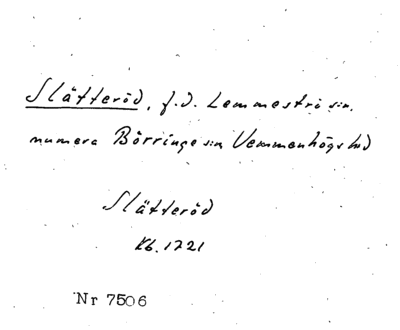 Slätteröd, f.d. Lemmeströ sn.
numera Börringe sn Vemmenhögs hd
Slätteröd
Kb. 1721
Nr 7506